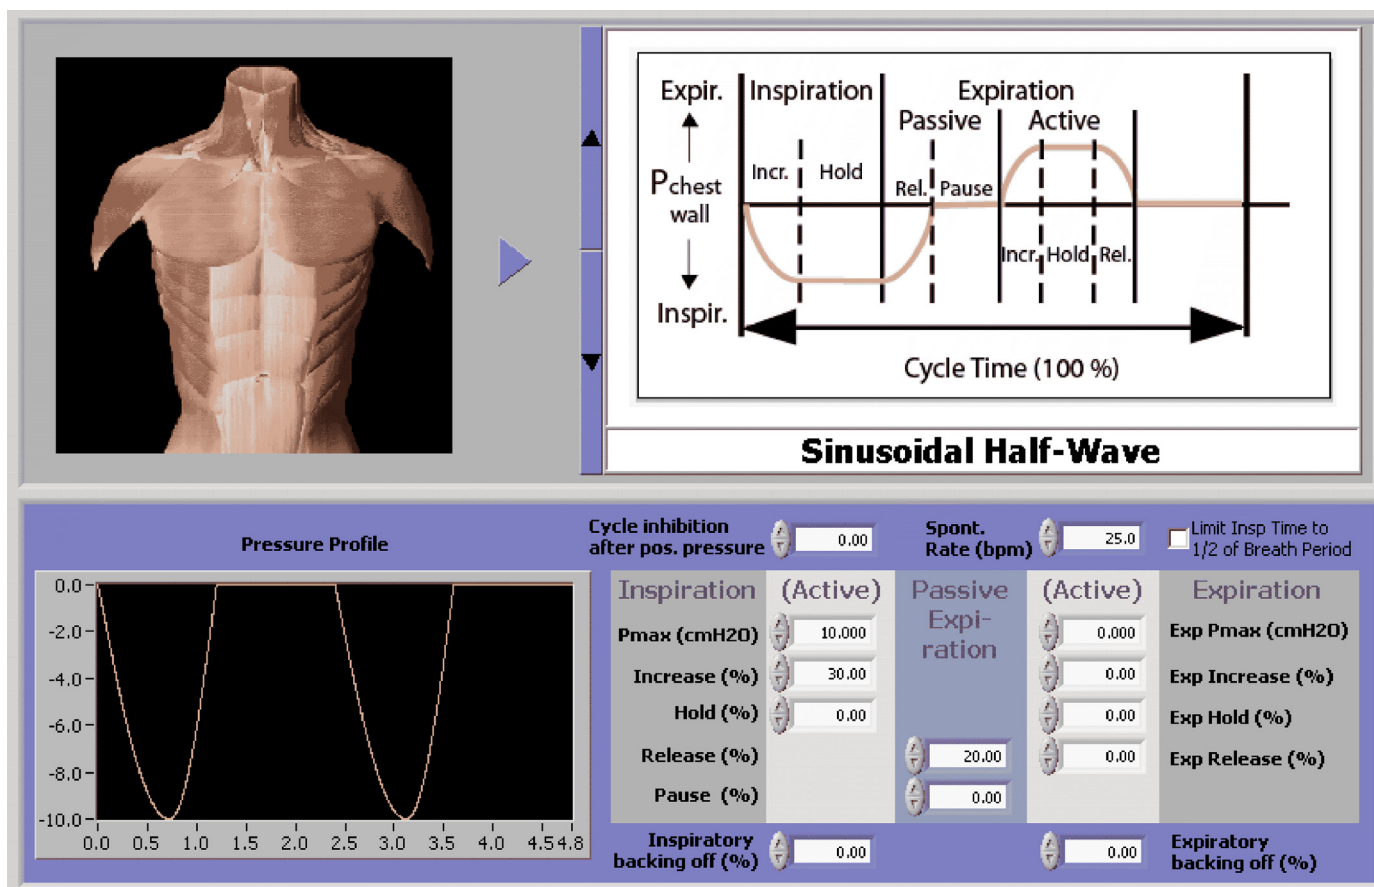 Expir.
Inspiration
Expiration
Passive
Active
Incr.
Hold
Rel.
Pause
Pchest
wall
Incr.
Hold
Rel.
Inspir.
Cycle Time (100 %)
Sinusoidal Half-Wave
Pressure Profile
0.0
-2.0
-4.0
-6.0
-8.0
-10.0
0.0 0.5 1.0 1.5 2.0 2.5 3.0 3.5 4.0 4.5 4.8
Cycle inhibition
after pos. pressure
0.00
Spont.
Rate (bpm)
25.0
Limit Insp Time to
1/2 of Breath Period
Inspiration (Active)
Passive
Expi-
ration
(Active) Expiration
Pmax (cmH2O) 10.000
0.000 Exp Pmax (cmH2O)
Increase (%) 30.00
0.00 Exp Increase (%)
Hold (%) 0.00
0.00 Exp Hold (%)
Release (%) 20.00
0.00 Exp Release (%)
Pause (%) 0.00
Inspiratory
backing off (%)
0.00
0.00
Expiratory
backing off (%)